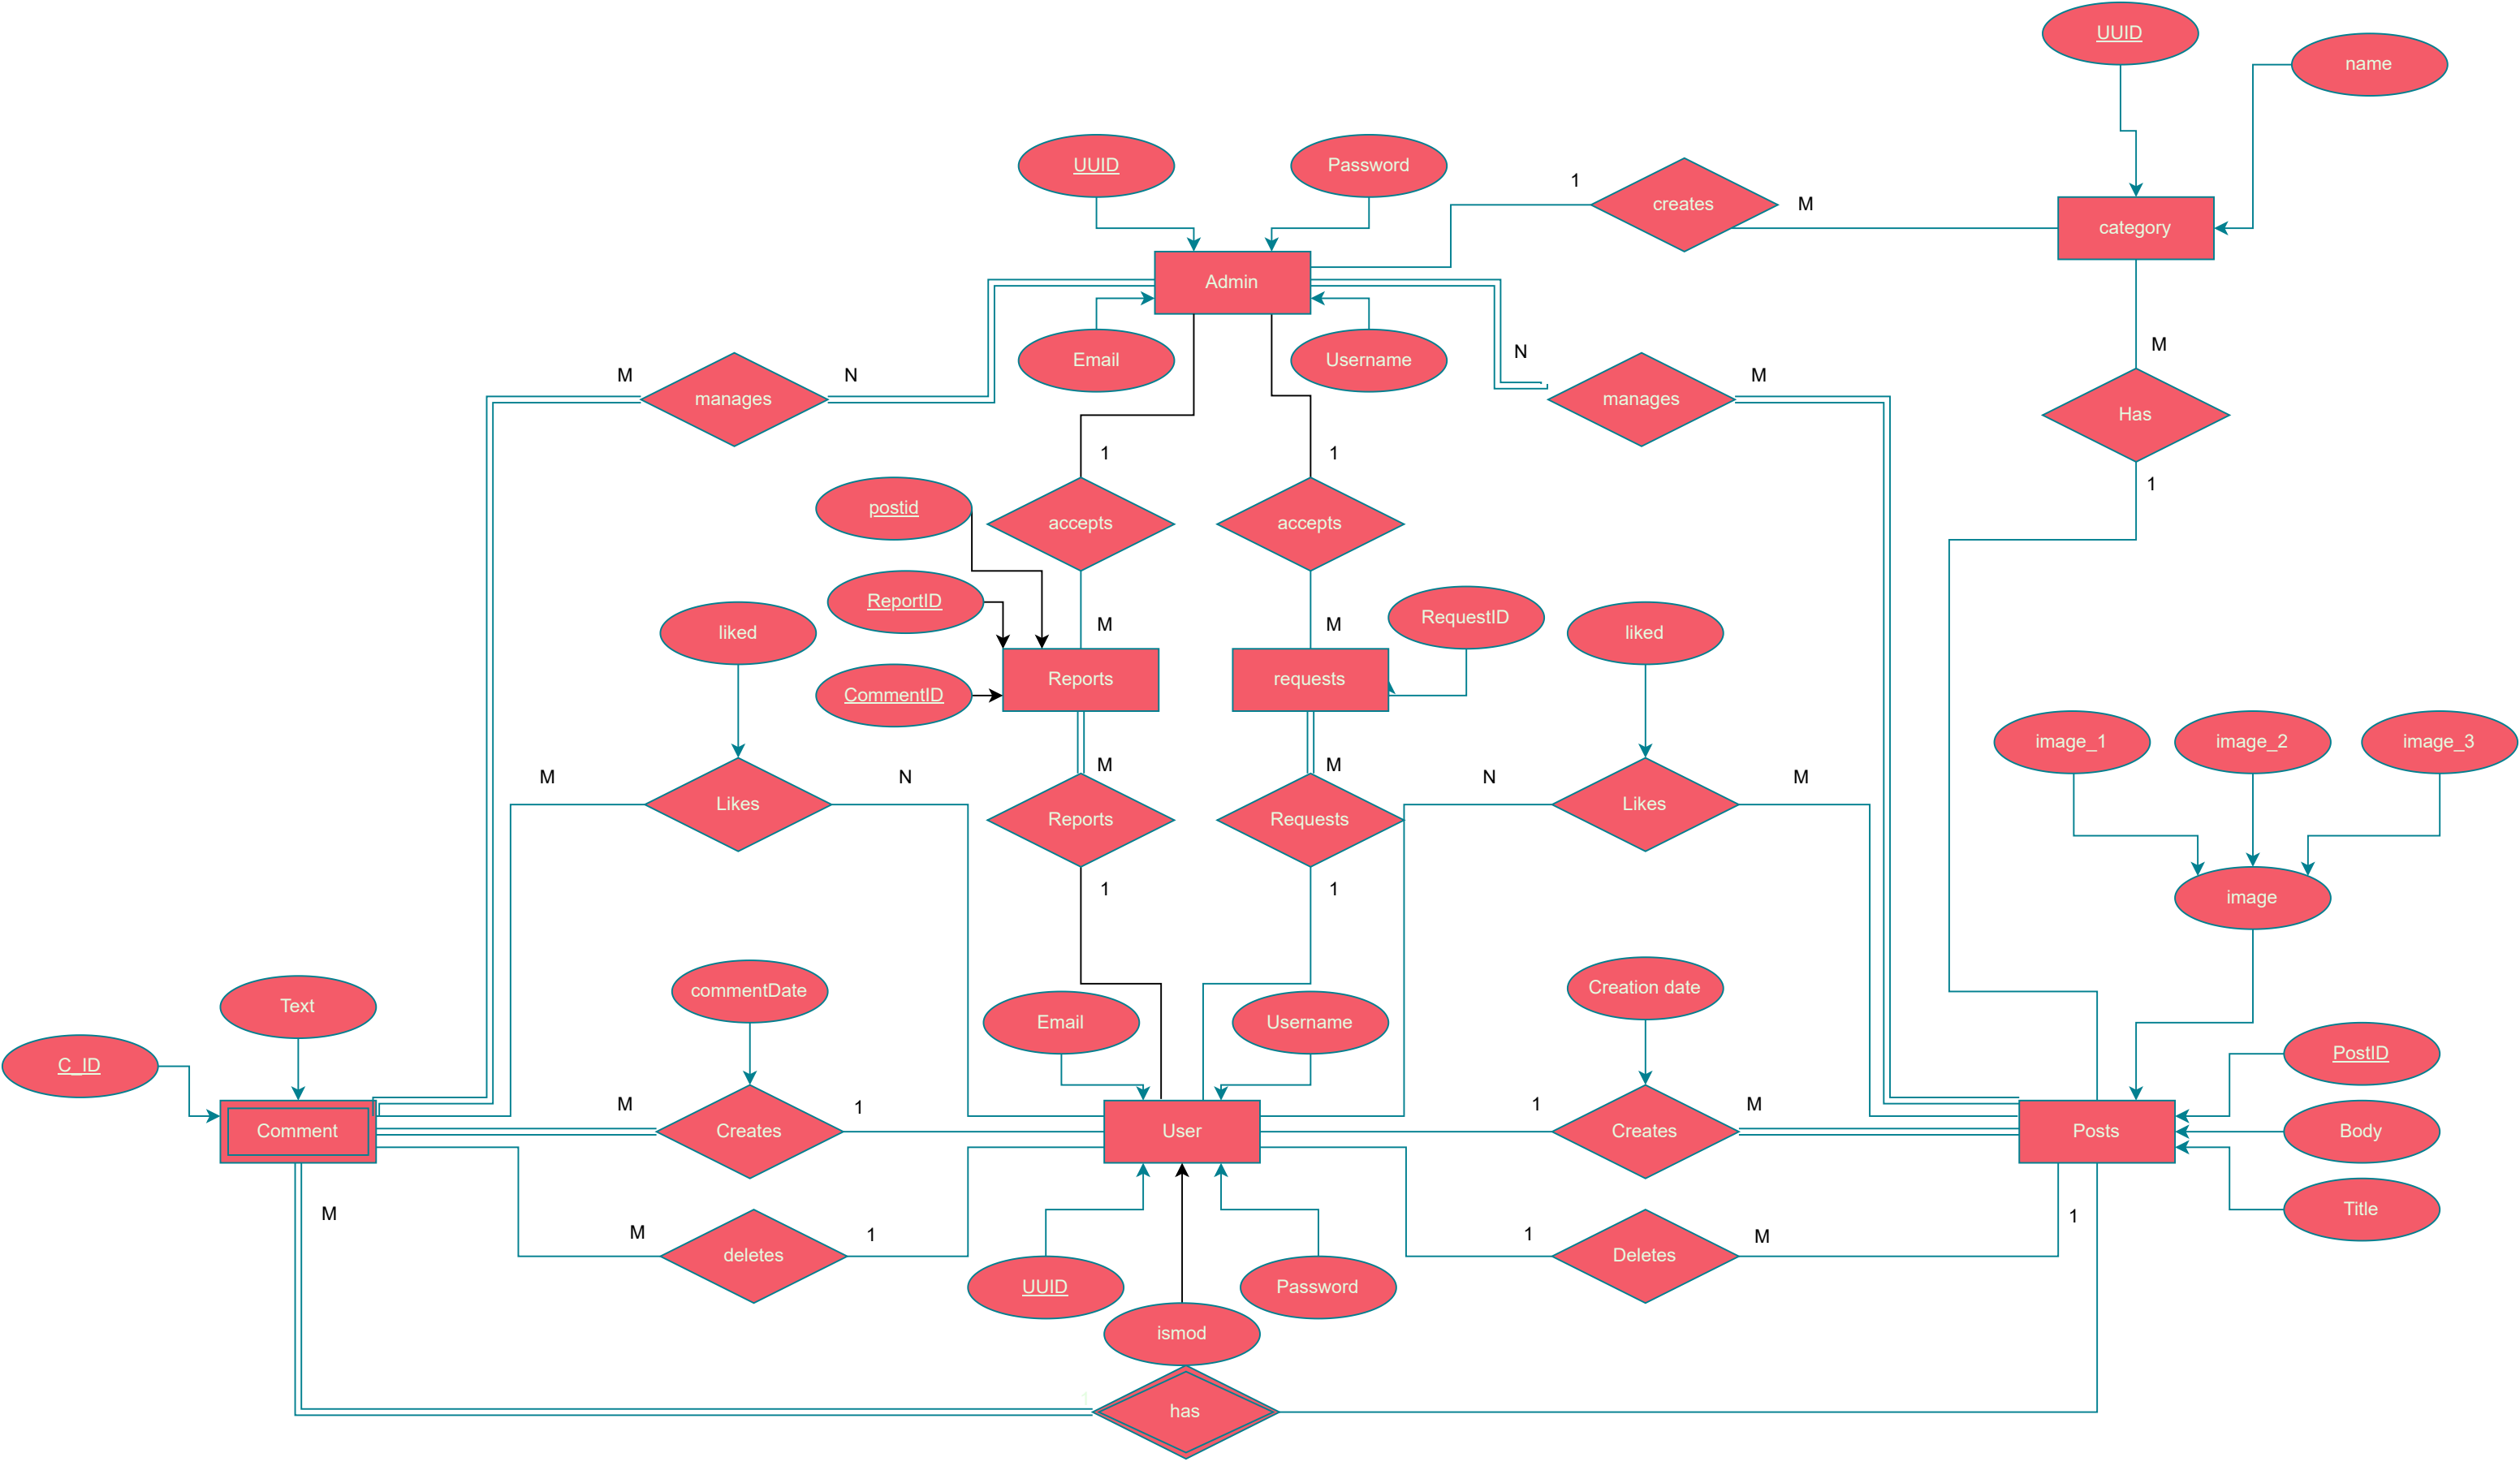 UUID
name
UUID
Password
1
creates
M
category
Admin
M
N
Email
Username
N
M
M
manages
manages
Has
1
1
1
postid
accepts
accepts
ReportID
M
M
RequestID
liked
liked
Reports
requests
CommentID
image_1
image_2
image_3
M
N
M
M
N
M
Likes
Reports
Requests
Likes
1
1
image
commentDate
Creation date
Text
Email
Username
C_ID
PostID
M
1
1
M
Comment
Creates
User
Creates
Posts
Body
M
M
1
1
M
1
Title
deletes
Deletes
UUID
Password
ismod
1
has